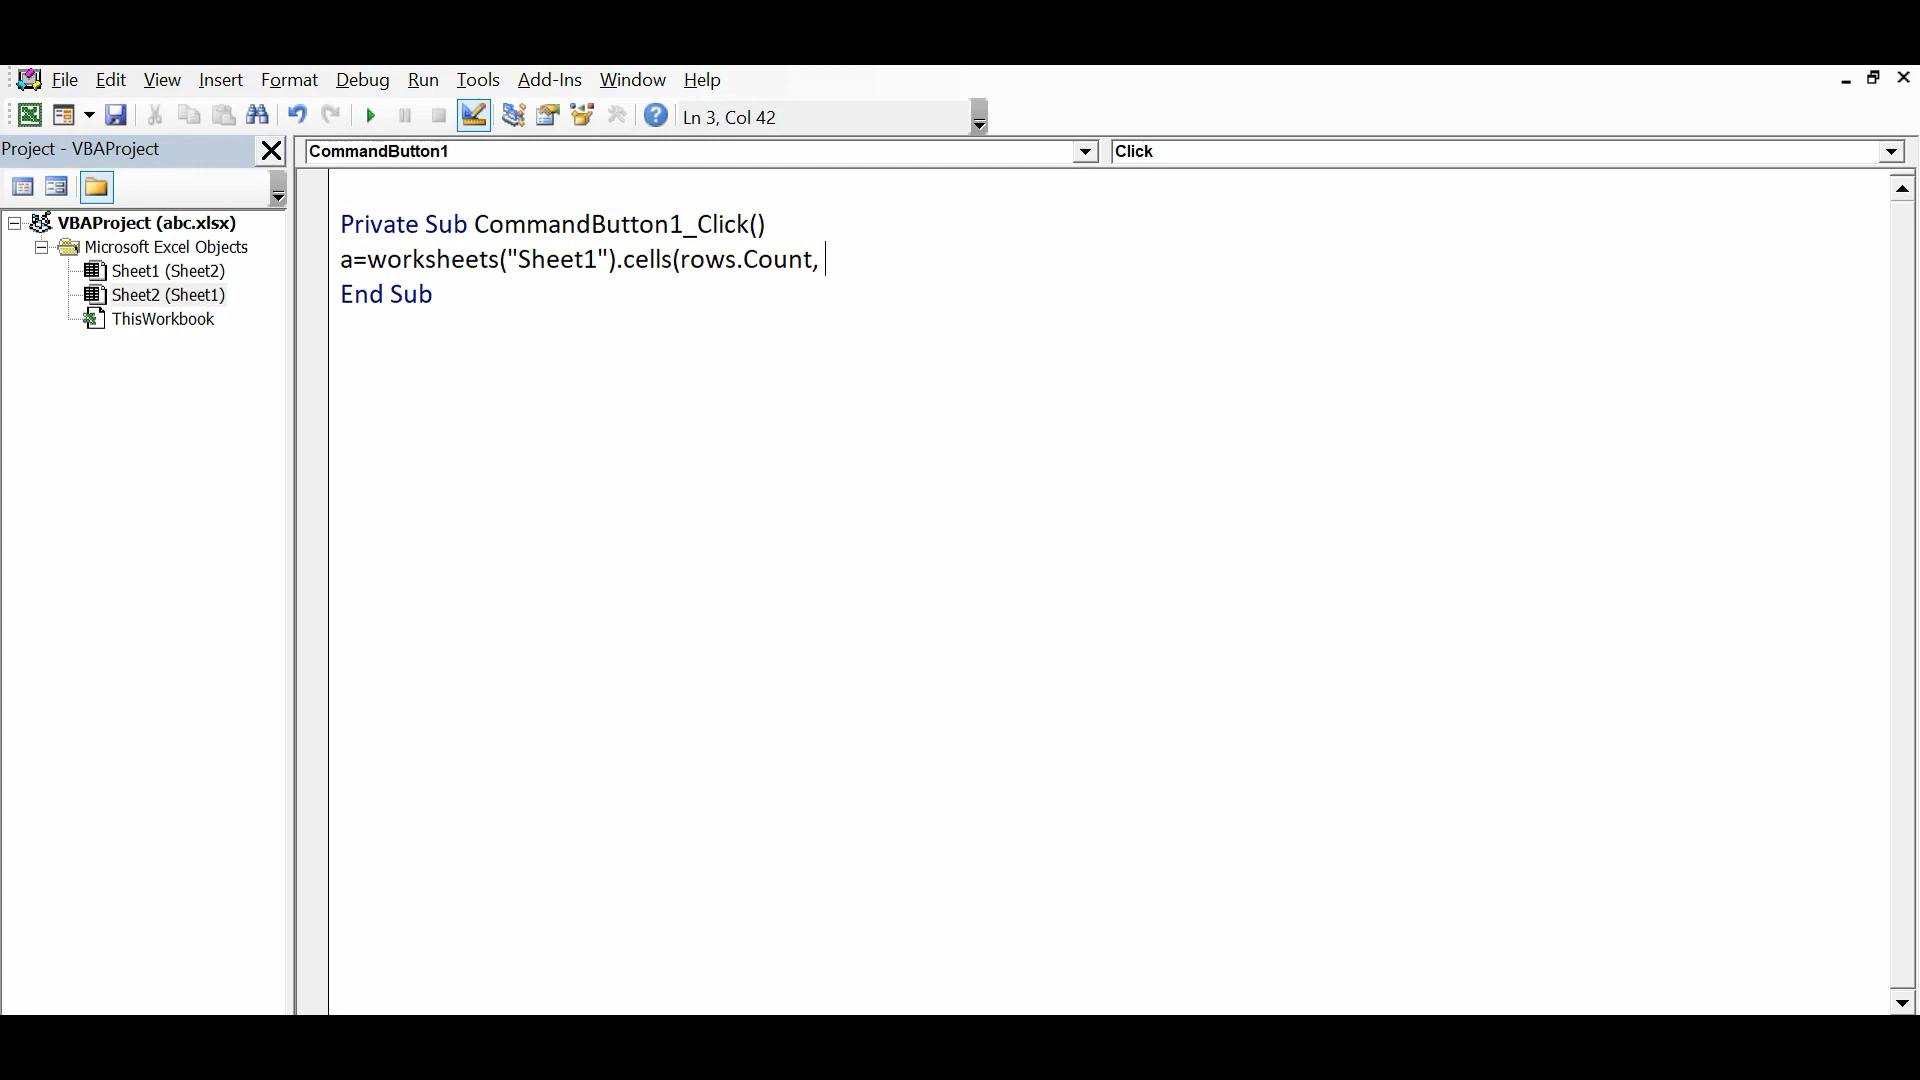 File Edit View Insert Format Debug Run Tools Add-Ins Window Help
Ln 3, Col 42
Project - VBAProject
CommandButton1
Click
VBAProject (abc.xlsx)
Microsoft Excel Objects
Sheet1 (Sheet2)
Sheet2 (Sheet1)
ThisWorkbook
Private Sub CommandButton1_Click()
a=worksheets("Sheet1").cells(rows.Count,
End Sub